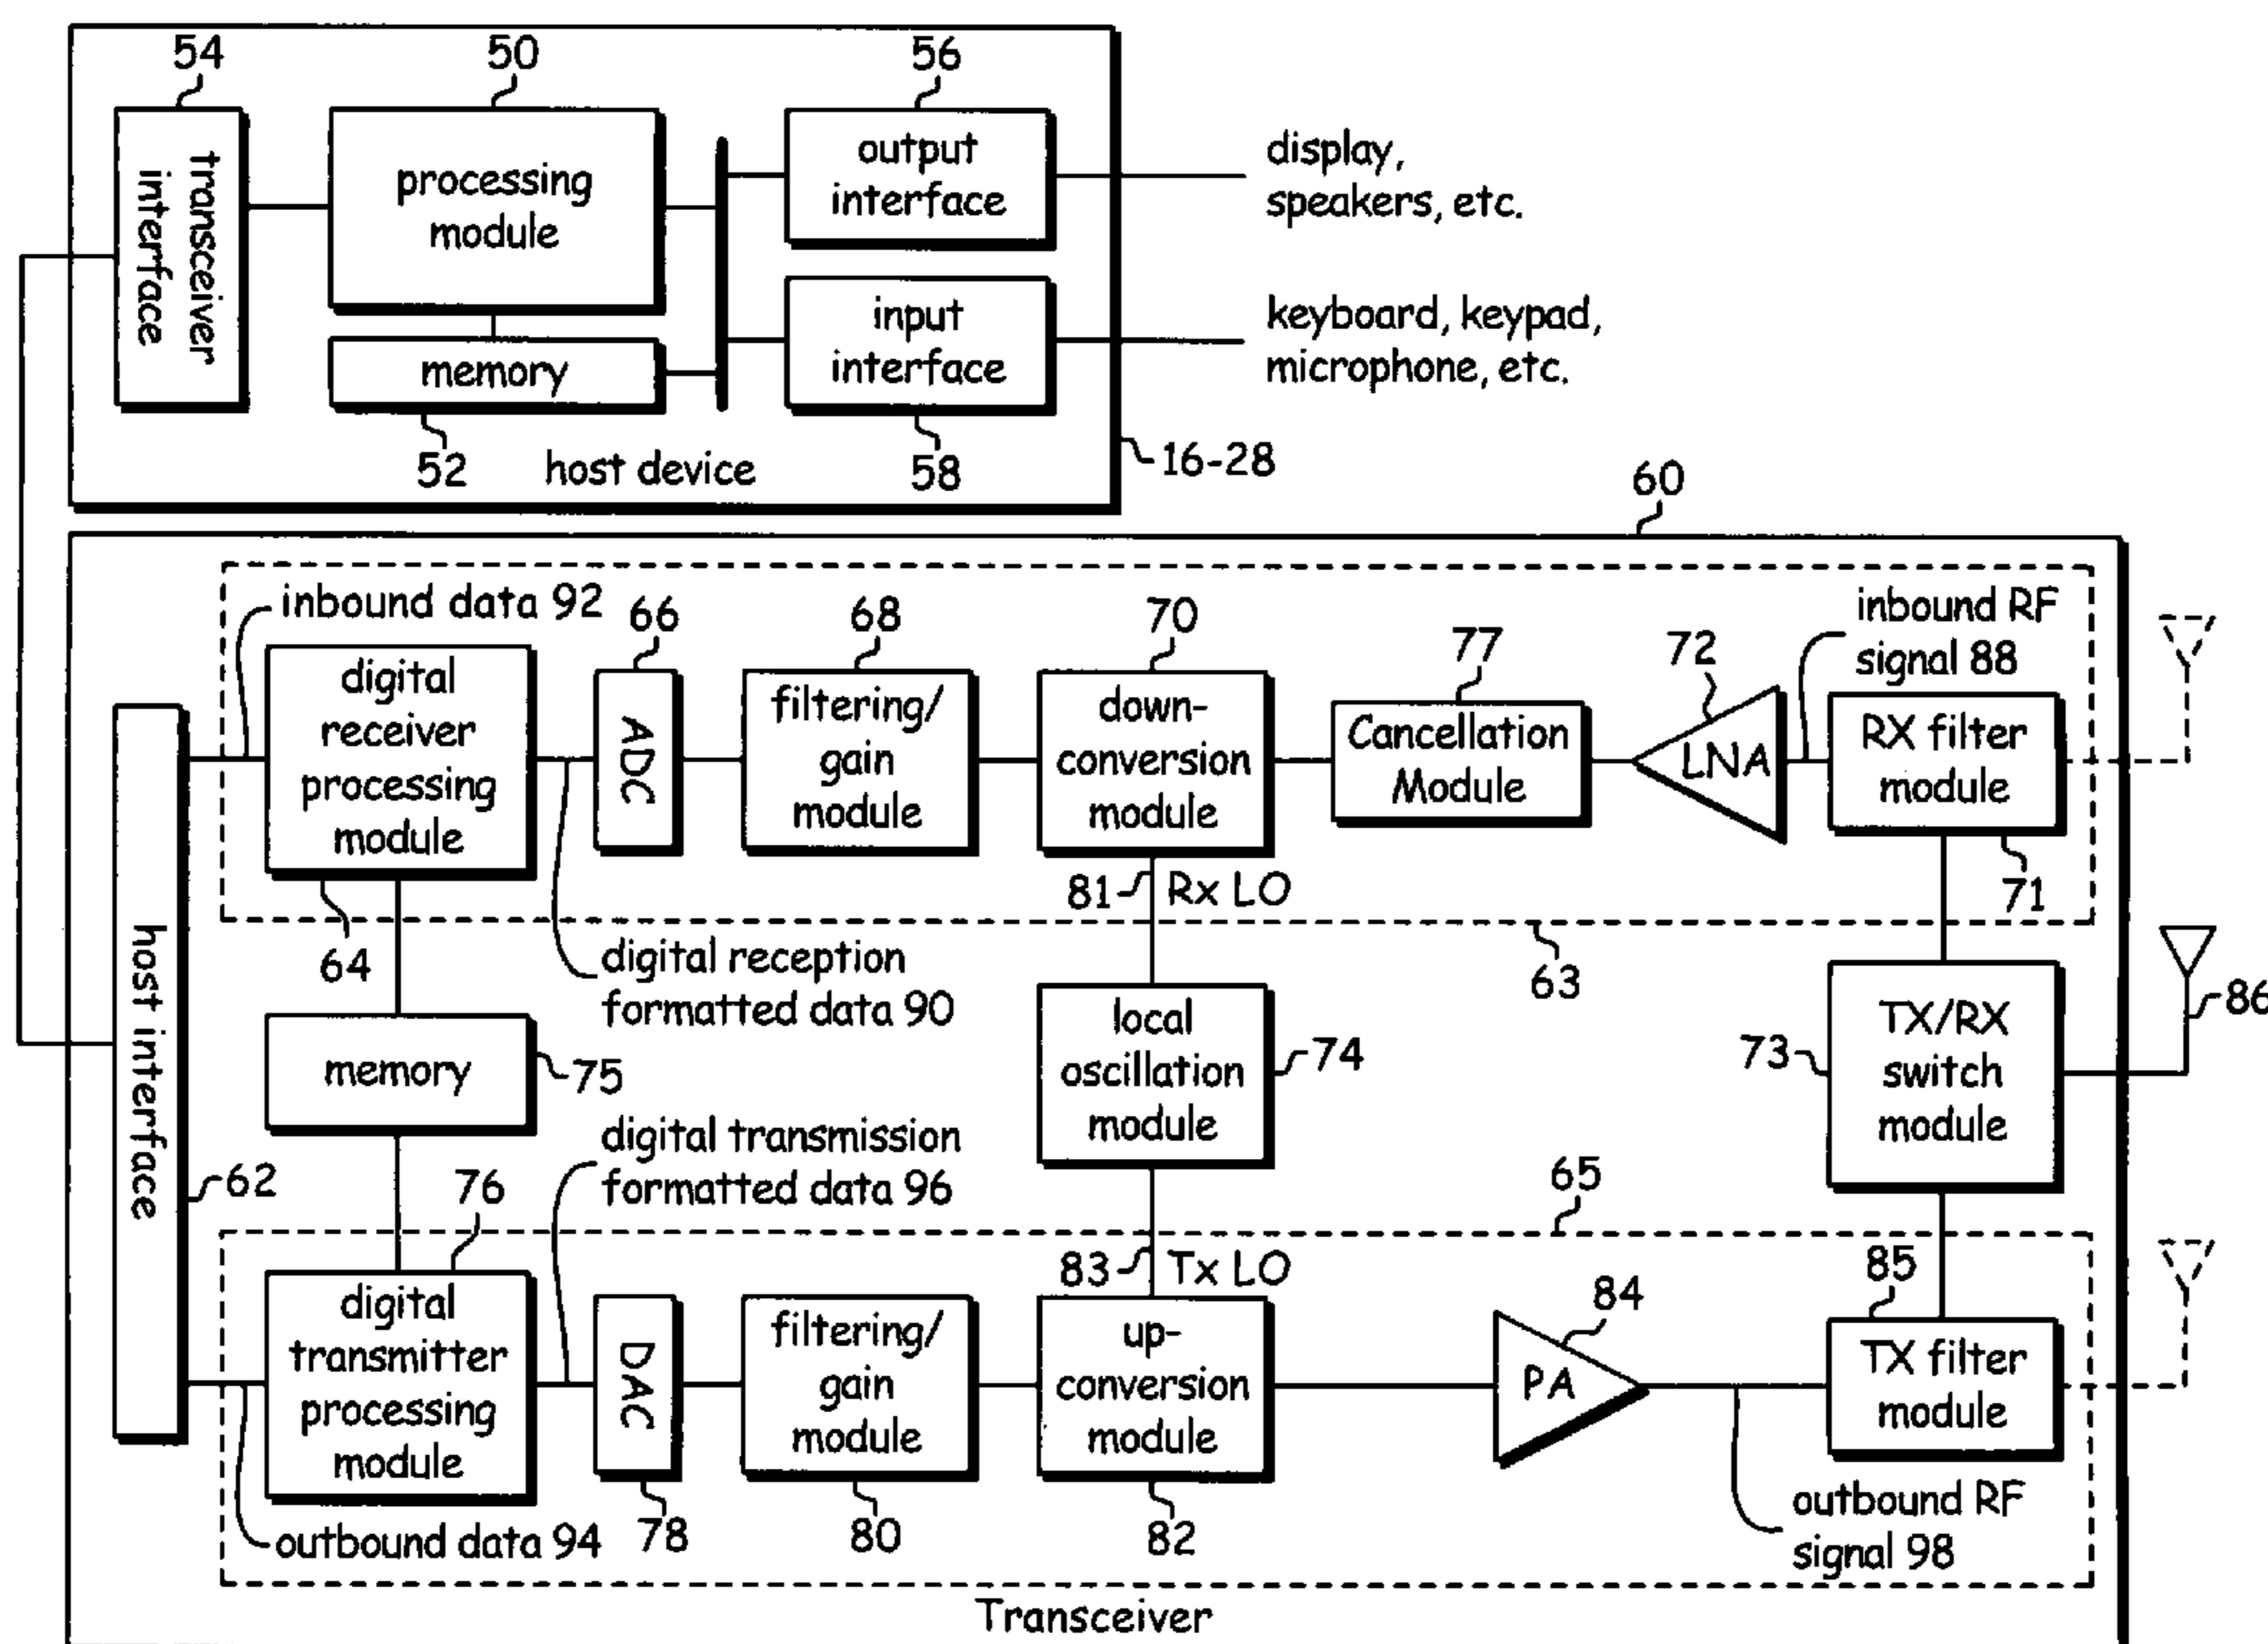 54
50
56
transceiver
interface
processing
module
output
interface
display,
speakers, etc.
input
interface
keyboard, keypad,
microphone, etc.
memory
52
host device
58
16-28
60
inbound data 92
66
68
70
77
72
inbound RF
signal 88
digital
receiver
processing
module
ADC
filtering/
gain
module
down-
conversion
module
Cancellation
Module
LNA
RX filter
module
81
Rx LO
71
64
digital reception
formatted data 90
63
host interface
62
memory
75
local
oscillation
module
74
73
TX/RX
switch
module
86
digital transmission
formatted data 96
76
65
83
Tx LO
84
85
digital
transmitter
processing
module
DAC
filtering/
gain
module
up-
conversion
module
PA
TX filter
module
outbound data 94
78
80
82
outbound RF
signal 98
Transceiver